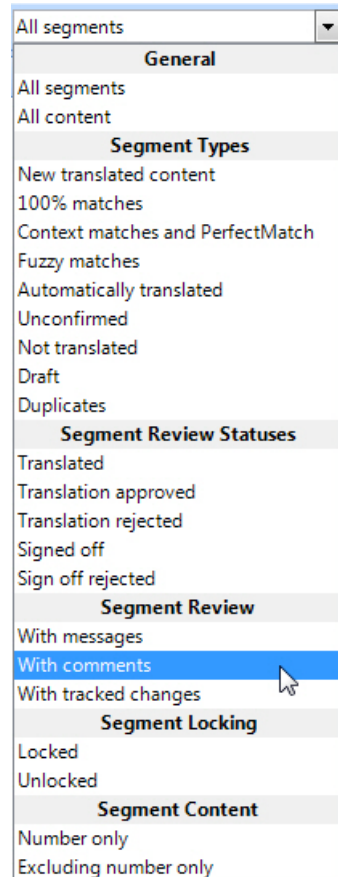 All segments
General
All segments
All content
Segment Types
New translated content
100% matches
Context matches and PerfectMatch
Fuzzy matches
Automatically translated
Unconfirmed
Not translated
Draft
Duplicates
Segment Review Statuses
Translated
Translation approved
Translation rejected
Signed off
Sign off rejected
Segment Review
With messages
With comments
With tracked changes
Segment Locking
Locked
Unlocked
Segment Content
Number only
Excluding number only